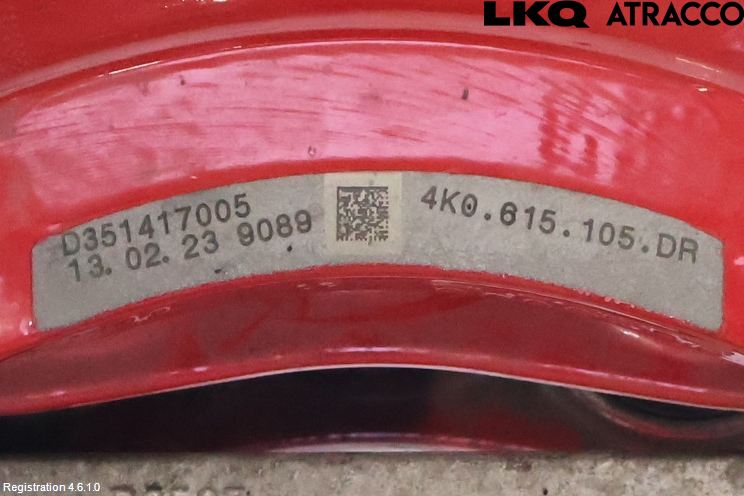 LKQ ATRACCO
D351417005
13.02.23 9089
4K0.615.105.DR
Registration 4.6.1.0